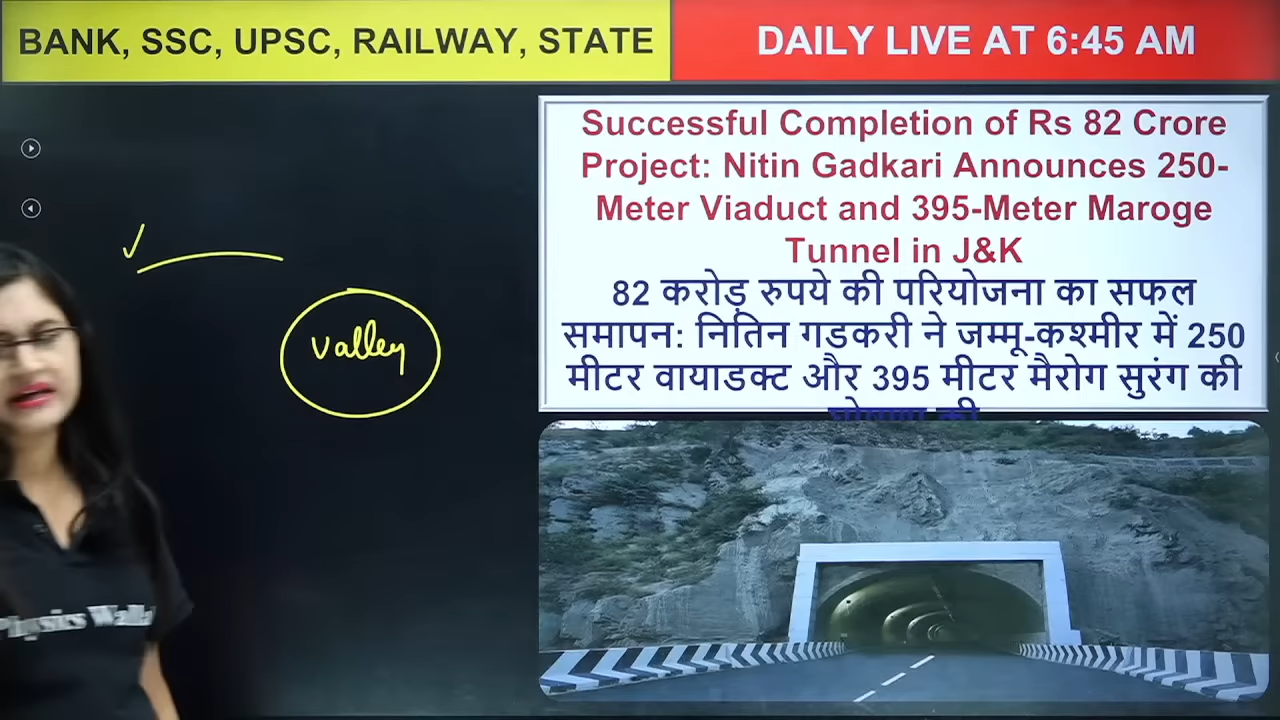 BANK, SSC, UPSC, RAILWAY, STATE
DAILY LIVE AT 6:45 AM
Successful Completion of Rs 82 Crore
Project: Nitin Gadkari Announces 250-
Meter Viaduct and 395-Meter Maroge
Tunnel in J&K
82 करोड़ रुपये की परियोजना का सफल
समापन: नितिन गडकरी ने जम्मू-कश्मीर में 250
मीटर वायाडक्ट और 395 मीटर मैरोग सुरंग की
valley
Physics Walla